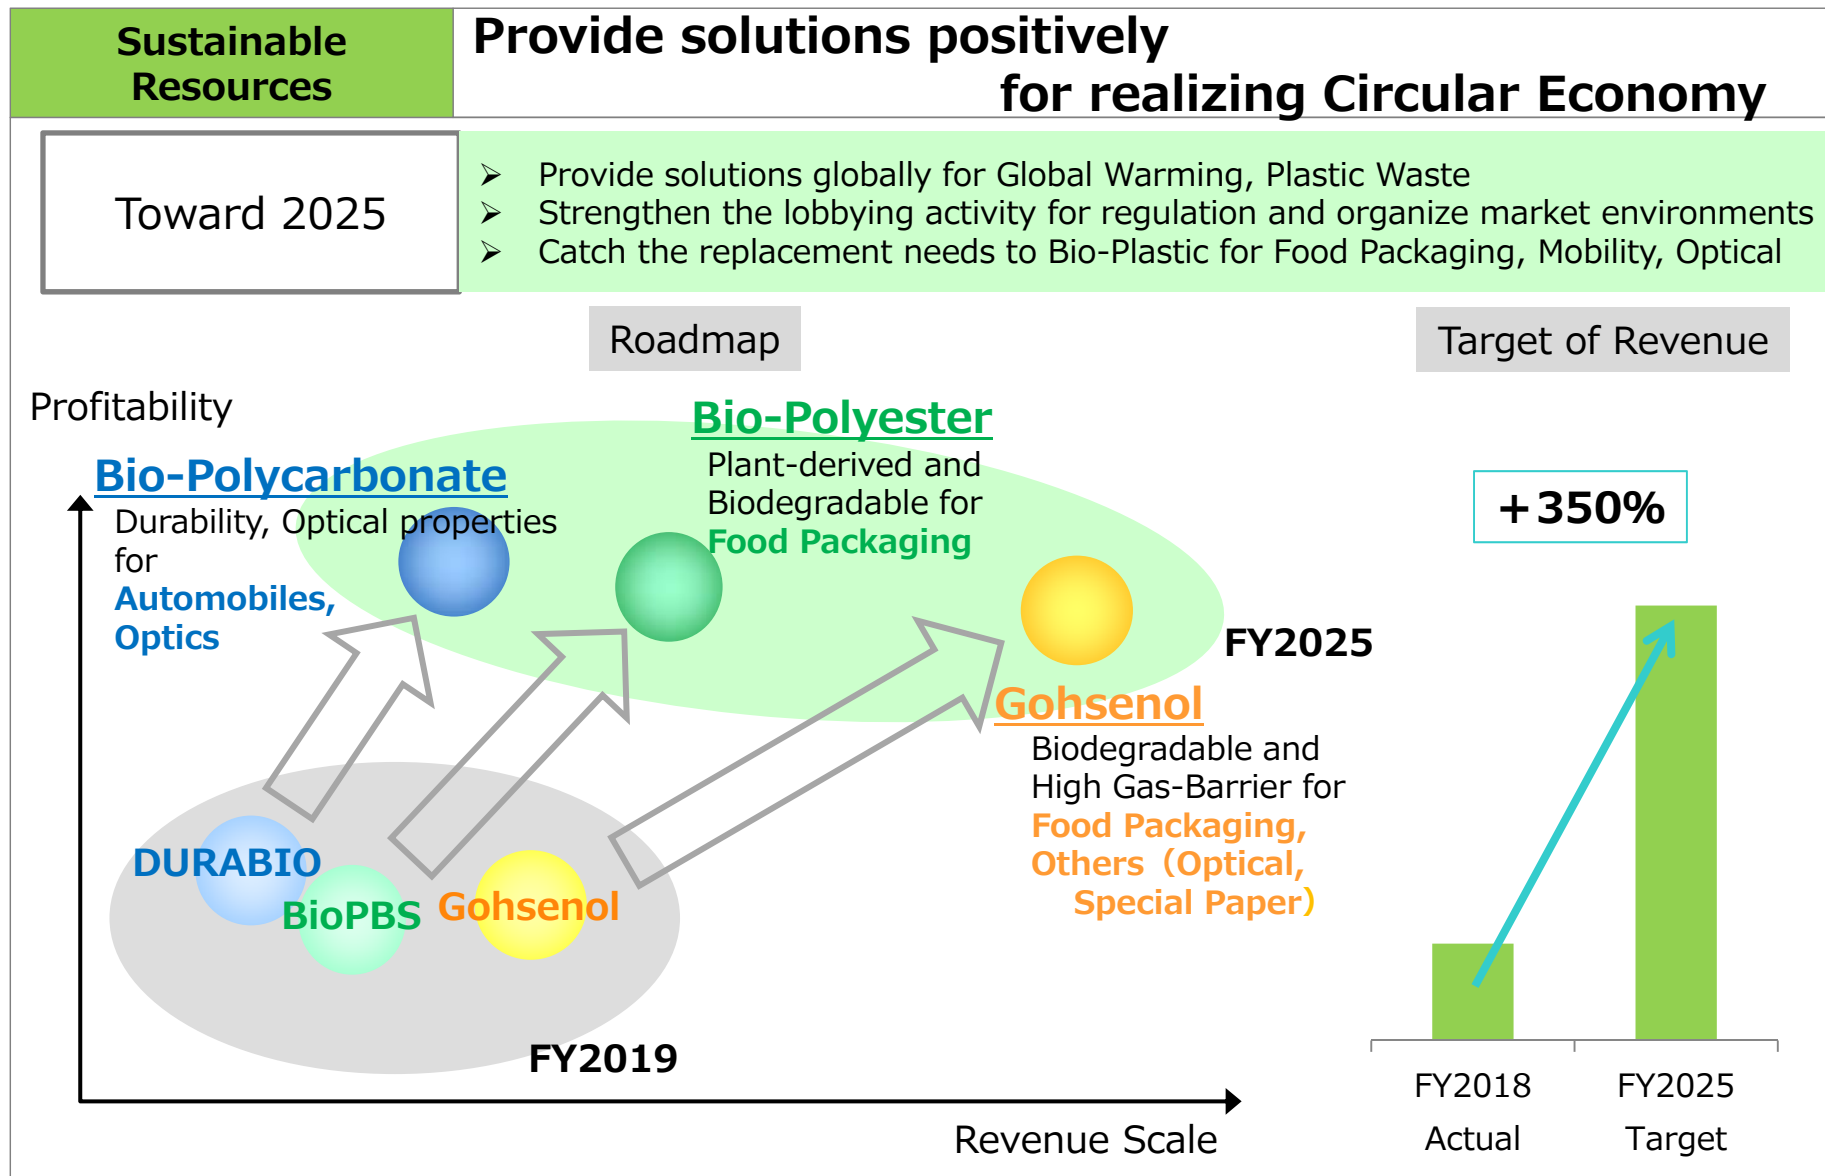 Sustainable
Resources
Provide solutions positively
for realizing Circular Economy
Toward 2025
➢ Provide solutions globally for Global Warming, Plastic Waste
➢ Strengthen the lobbying activity for regulation and organize market environments
➢ Catch the replacement needs to Bio-Plastic for Food Packaging, Mobility, Optical
Roadmap
Target of Revenue
Profitability
Bio-Polycarbonate
Durability, Optical properties
for
Automobiles,
Optics
Bio-Polyester
Plant-derived and
Biodegradable for
Food Packaging
FY2025
Gohsenol
Biodegradable and
High Gas-Barrier for
Food Packaging,
Others（Optical,
Special Paper）
DURABIO
BioPBS
Gohsenol
FY2019
Revenue Scale
+350%
FY2018
Actual
FY2025
Target